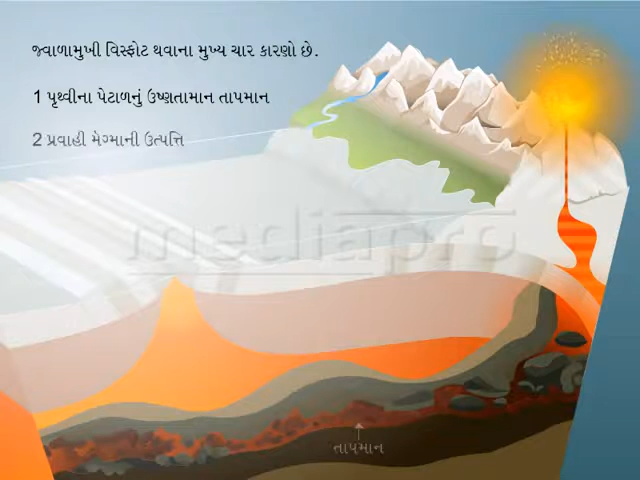 જ્વાળામુખી વિસ્ફોટ થવાના મુખ્ય ચાર કારણો છે.
1 પૃથ્વીના પેટાળનું ઉષ્ણતામાન તાપમાન
2 પ્રવાહી મેગ્માની ઉત્પત્તિ
mediapro
તાપમાન